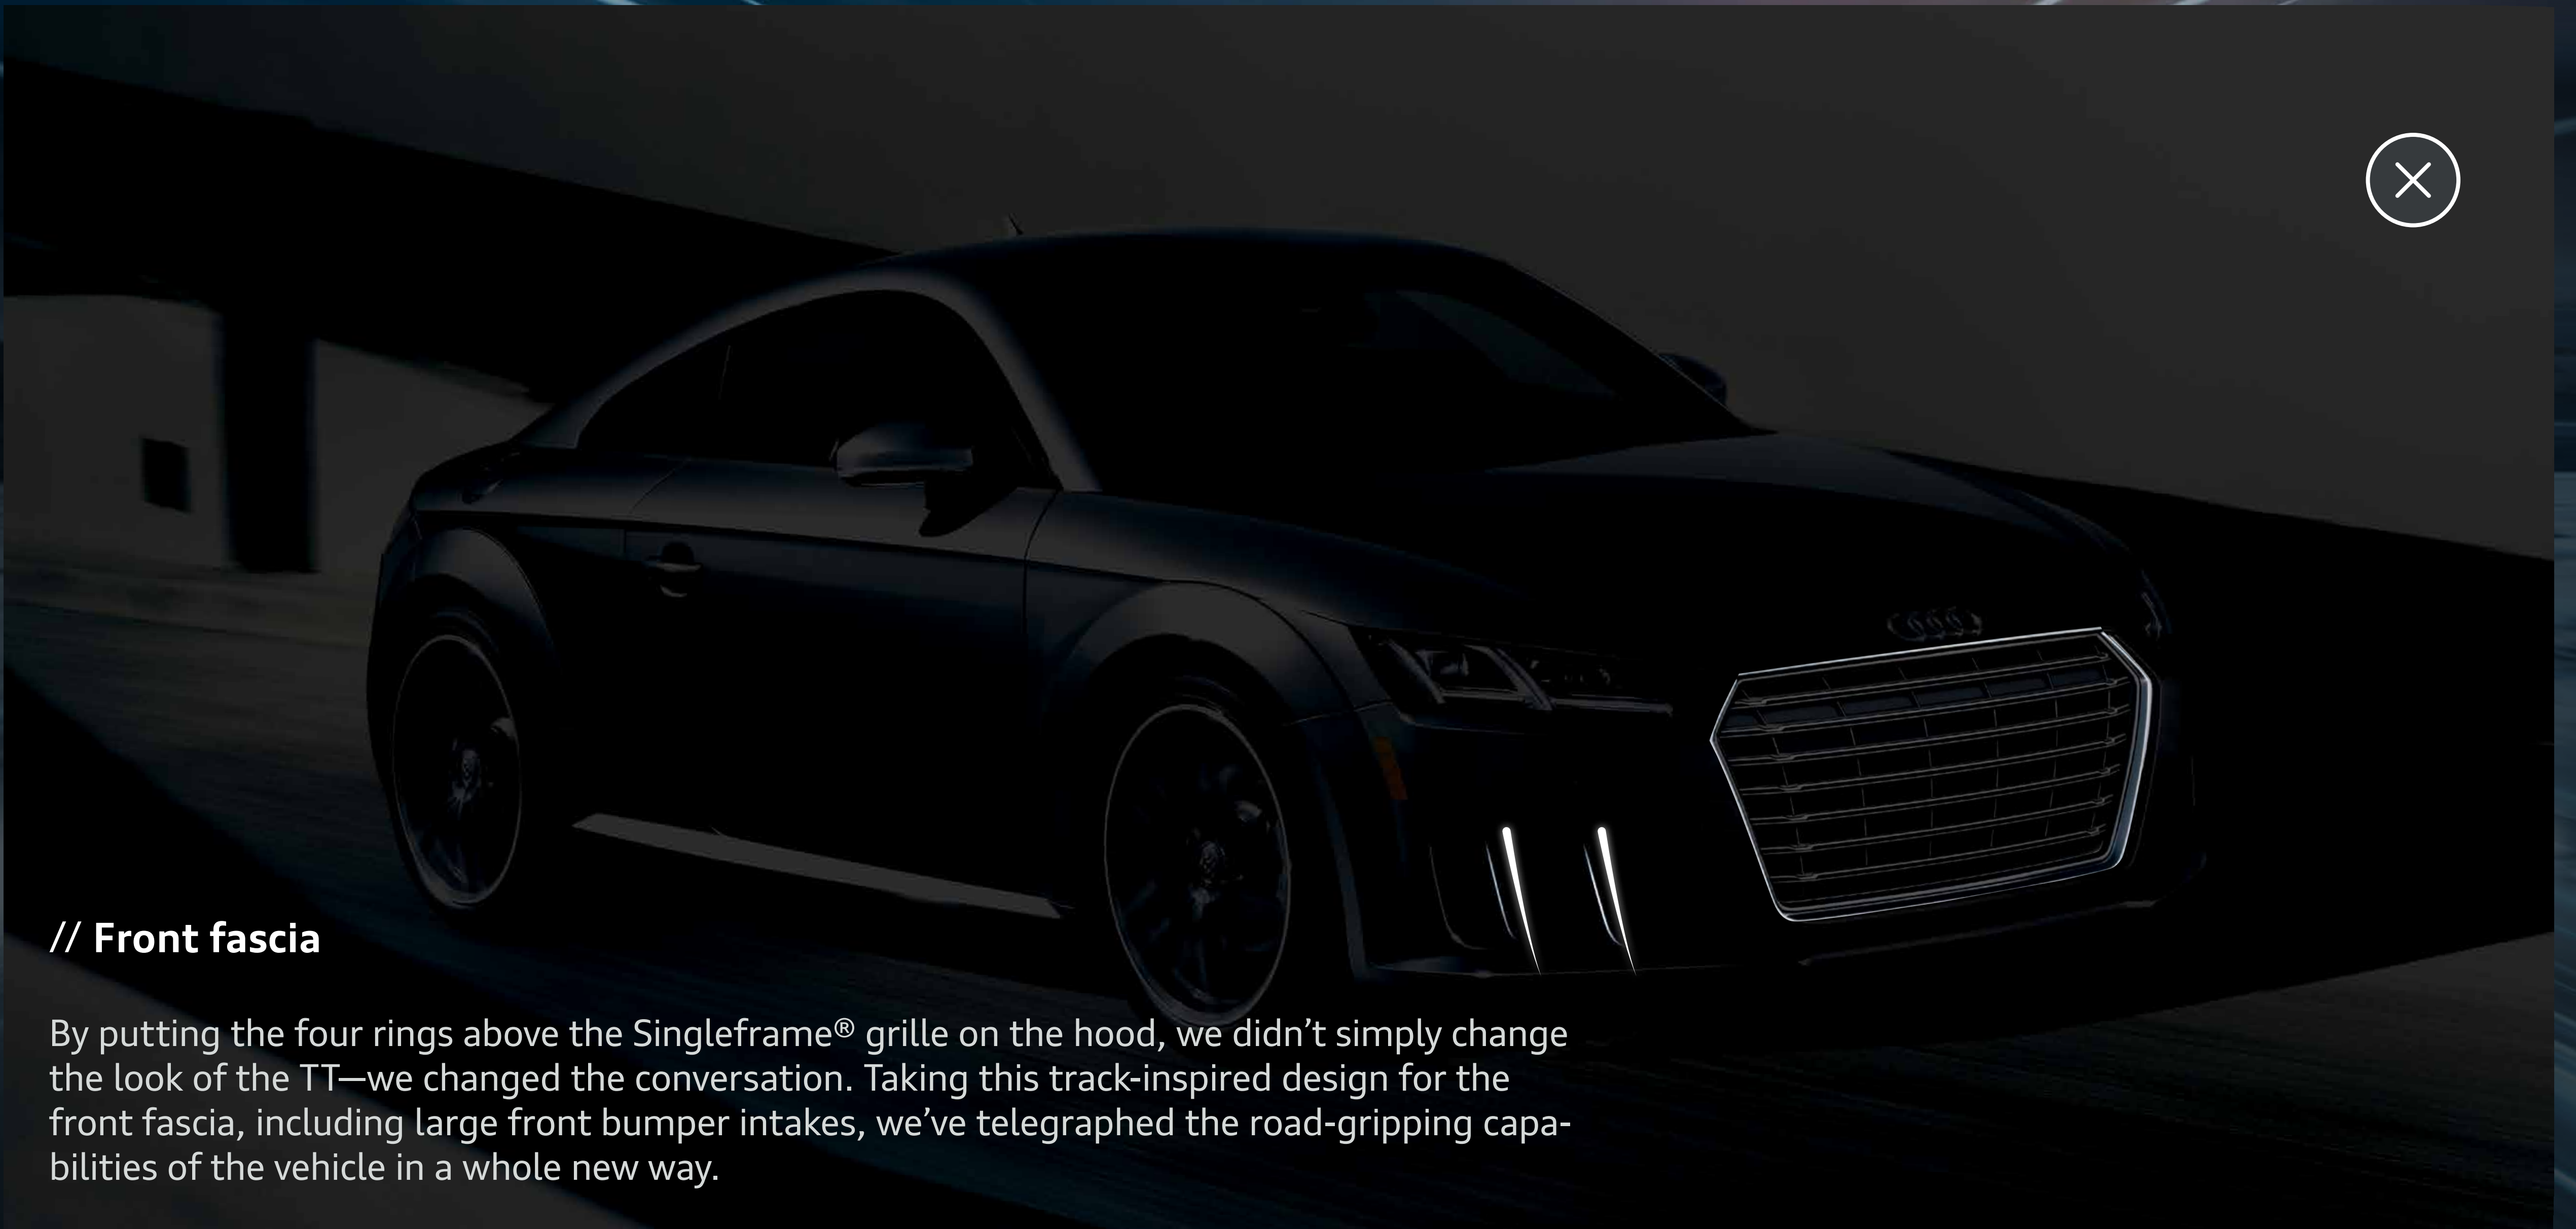 // Front fascia
By putting the four rings above the Singleframe® grille on the hood, we didn’t simply change
the look of the TT—we changed the conversation. Taking this track-inspired design for the
front fascia, including large front bumper intakes, we’ve telegraphed the road-gripping capa-
bilities of the vehicle in a whole new way.